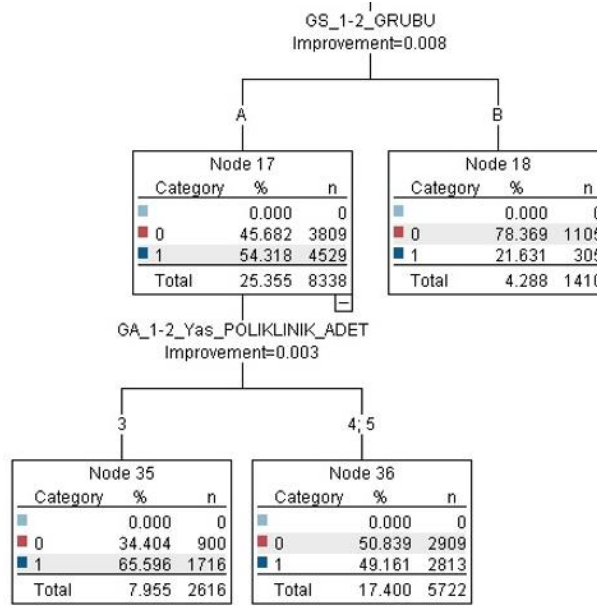 GS_1-2_GRUBU
Improvement=0.008
A B
Node 17
Category % n
0.000 0
0 45.682 3809
1 54.318 4529
Total 25.355 8338
Node 18
Category % n
0.000 0
0 78.369 1105
1 21.631 305
Total 4.288 1410
GA_1-2_Yas_POLIKLINIK_ADET
Improvement=0.003
3 4; 5
Node 35
Category % n
0.000 0
0 34.404 900
1 65.596 1716
Total 7.955 2616
Node 36
Category % n
0.000 0
0 50.839 2909
1 49.161 2813
Total 17.400 5722